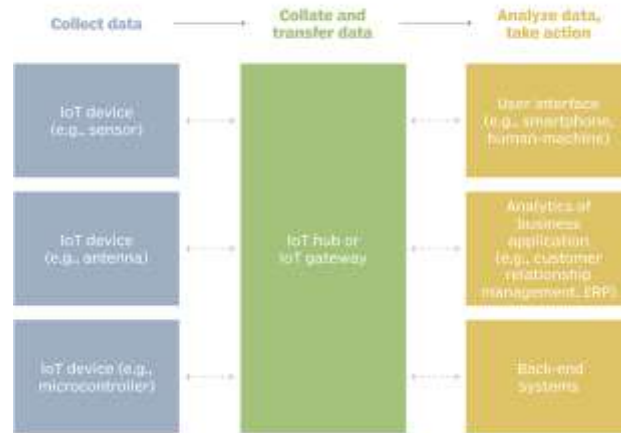 Collect data
Collate and
transfer data
Analyze data,
take action
IoT device
(e.g., sensor)
IoT device
(e.g., antenna)
IoT device (e.g.,
microcontroller)
IoT hub or
IoT gateway
User interface
(e.g., smartphone,
human-machine)
Analytics of
business
application
(e.g., customer
relationship
management, ERP)
Back-end
systems